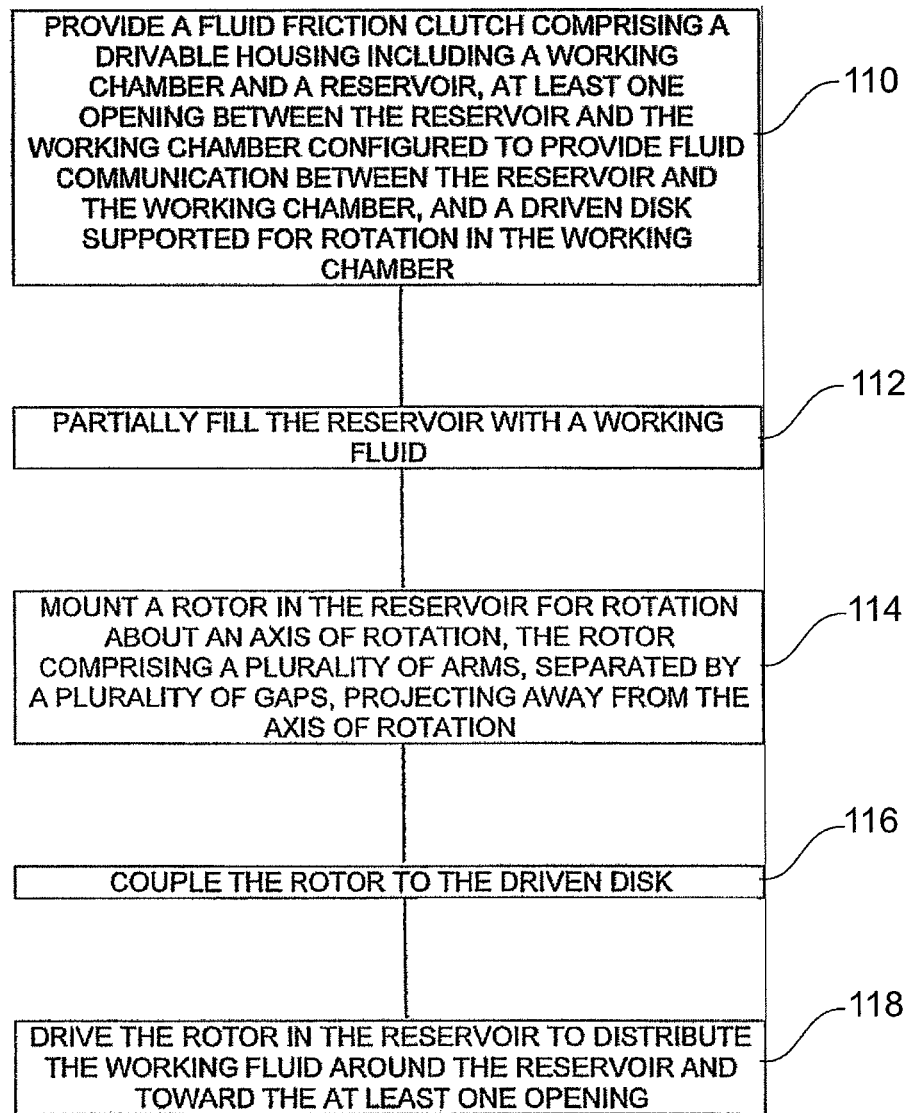 PROVIDE A FLUID FRICTION CLUTCH COMPRISING A
DRIVABLE HOUSING INCLUDING A WORKING
CHAMBER AND A RESERVOIR, AT LEAST ONE
OPENING BETWEEN THE RESERVOIR AND THE
WORKING CHAMBER CONFIGURED TO PROVIDE FLUID
COMMUNICATION BETWEEN THE RESERVOIR AND
THE WORKING CHAMBER, AND A DRIVEN DISK
SUPPORTED FOR ROTATION IN THE WORKING
CHAMBER
110
PARTIALLY FILL THE RESERVOIR WITH A WORKING
FLUID
112
MOUNT A ROTOR IN THE RESERVOIR FOR ROTATION
ABOUT AN AXIS OF ROTATION, THE ROTOR
COMPRISING A PLURALITY OF ARMS, SEPARATED BY
A PLURALITY OF GAPS, PROJECTING AWAY FROM THE
AXIS OF ROTATION
114
COUPLE THE ROTOR TO THE DRIVEN DISK
116
DRIVE THE ROTOR IN THE RESERVOIR TO DISTRIBUTE
THE WORKING FLUID AROUND THE RESERVOIR AND
TOWARD THE AT LEAST ONE OPENING
118